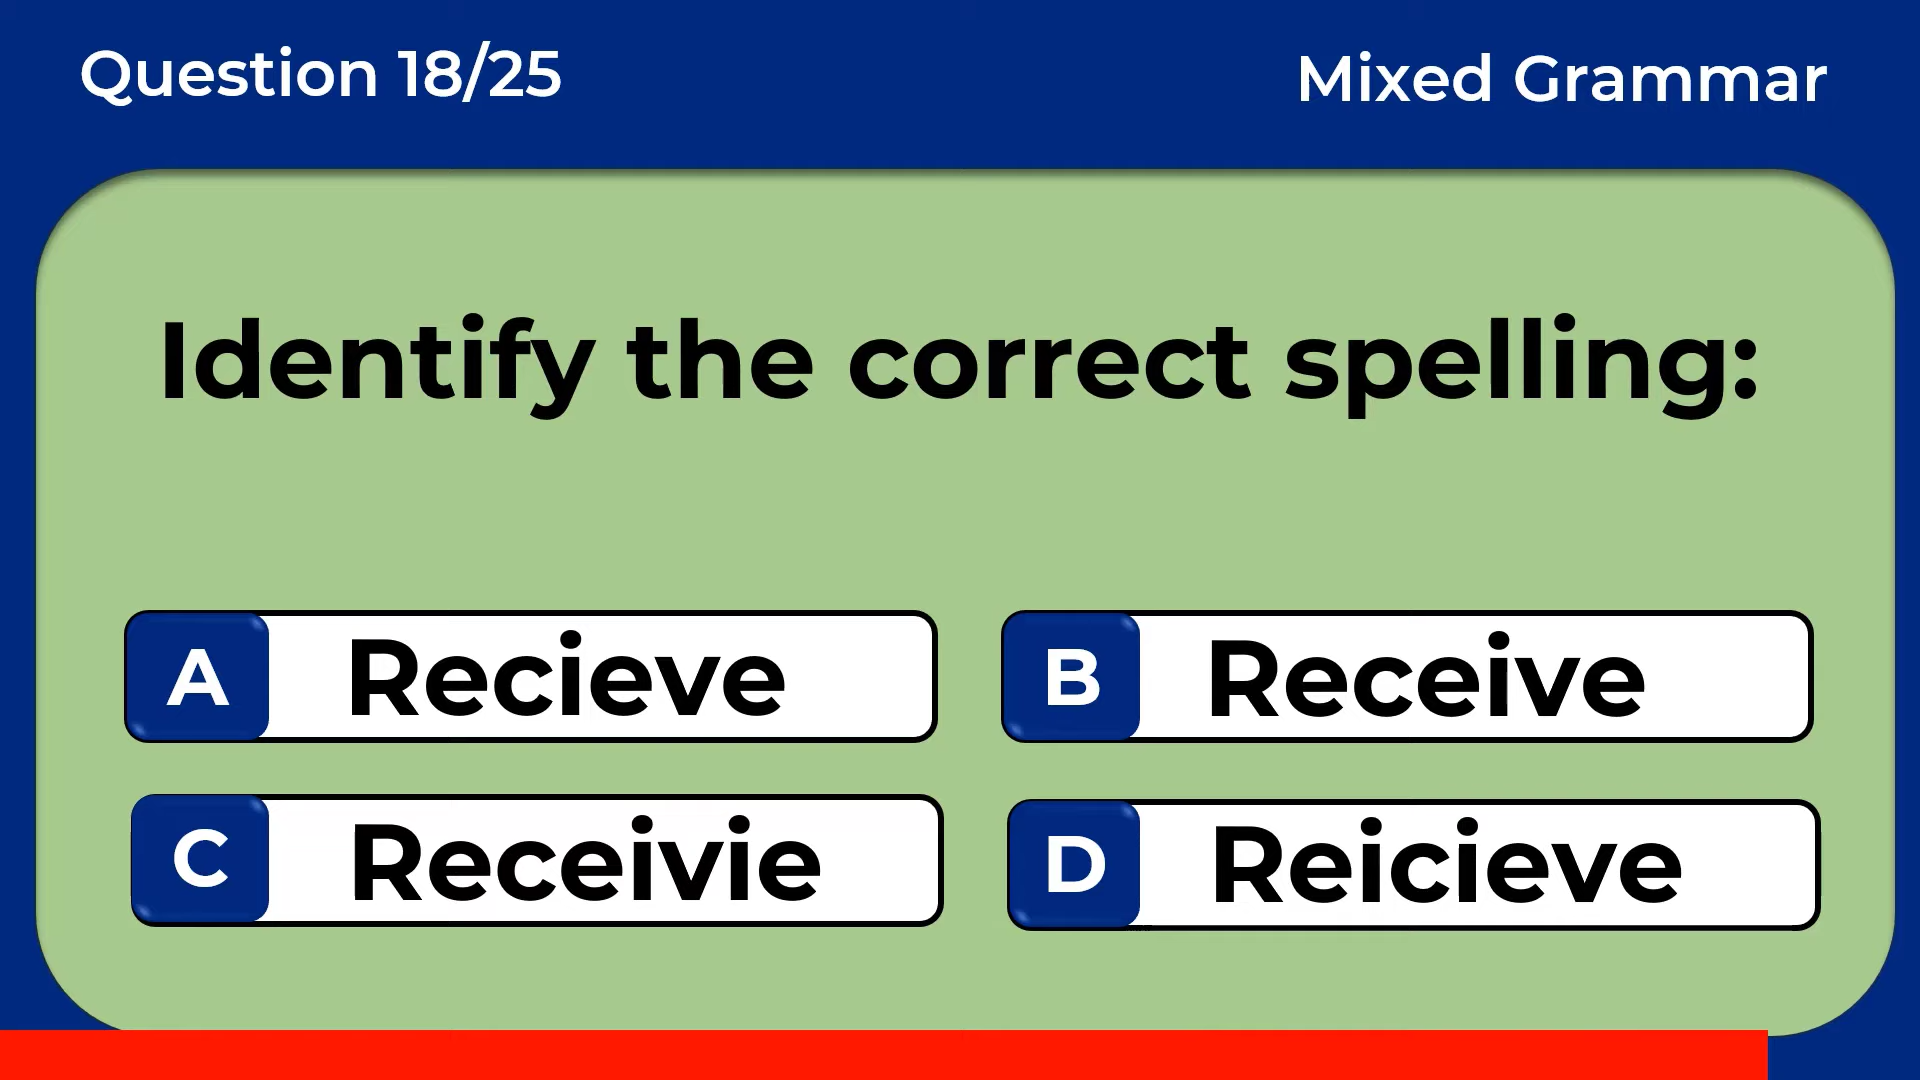 Question 18/25
Mixed Grammar
Identify the correct spelling:
A Recieve
B Receive
C Receivie
D Reicieve